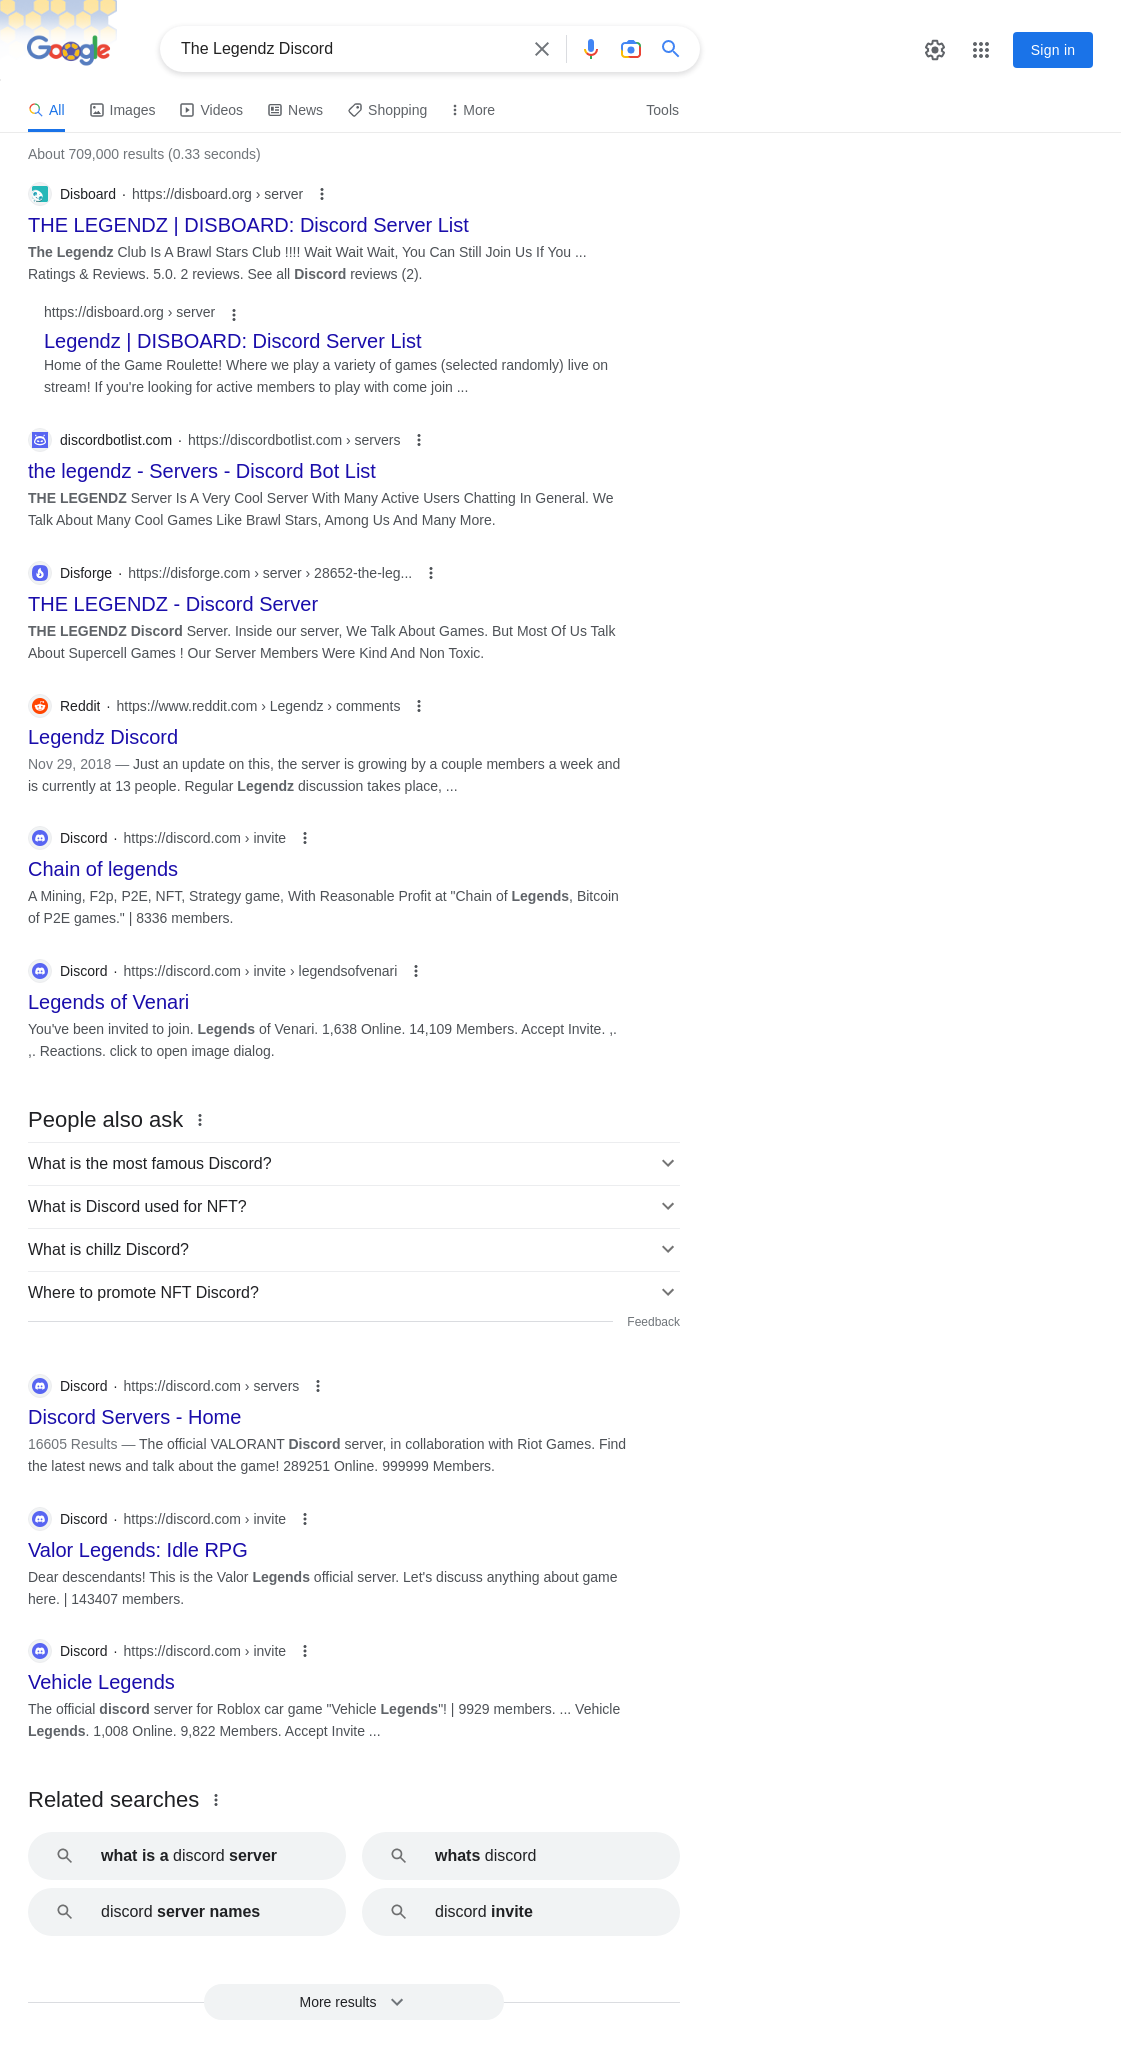 Google
The Legendz Discord
Sign in
All Images Videos News Shopping More Tools
About 709,000 results (0.33 seconds)
Disboard · https://disboard.org › server
THE LEGENDZ | DISBOARD: Discord Server List
The Legendz Club Is A Brawl Stars Club !!!! Wait Wait Wait, You Can Still Join Us If You ...
Ratings & Reviews. 5.0. 2 reviews. See all Discord reviews (2).
https://disboard.org › server
Legendz | DISBOARD: Discord Server List
Home of the Game Roulette! Where we play a variety of games (selected randomly) live on
stream! If you're looking for active members to play with come join ...
discordbotlist.com · https://discordbotlist.com › servers
the legendz - Servers - Discord Bot List
THE LEGENDZ Server Is A Very Cool Server With Many Active Users Chatting In General. We
Talk About Many Cool Games Like Brawl Stars, Among Us And Many More.
Disforge · https://disforge.com › server › 28652-the-leg...
THE LEGENDZ - Discord Server
THE LEGENDZ Discord Server. Inside our server, We Talk About Games. But Most Of Us Talk
About Supercell Games ! Our Server Members Were Kind And Non Toxic.
Reddit · https://www.reddit.com › Legendz › comments
Legendz Discord
Nov 29, 2018 — Just an update on this, the server is growing by a couple members a week and
is currently at 13 people. Regular Legendz discussion takes place, ...
Discord · https://discord.com › invite
Chain of legends
A Mining, F2p, P2E, NFT, Strategy game, With Reasonable Profit at "Chain of Legends, Bitcoin
of P2E games." | 8336 members.
Discord · https://discord.com › invite › legendsofvenari
Legends of Venari
You've been invited to join. Legends of Venari. 1,638 Online. 14,109 Members. Accept Invite. ,.
,. Reactions. click to open image dialog.
People also ask
What is the most famous Discord?
What is Discord used for NFT?
What is chillz Discord?
Where to promote NFT Discord?
Feedback
Discord · https://discord.com › servers
Discord Servers - Home
16605 Results — The official VALORANT Discord server, in collaboration with Riot Games. Find
the latest news and talk about the game! 289251 Online. 999999 Members.
Discord · https://discord.com › invite
Valor Legends: Idle RPG
Dear descendants! This is the Valor Legends official server. Let's discuss anything about game
here. | 143407 members.
Discord · https://discord.com › invite
Vehicle Legends
The official discord server for Roblox car game "Vehicle Legends"! | 9929 members. ... Vehicle
Legends. 1,008 Online. 9,822 Members. Accept Invite ...
Related searches
what is a discord server
whats discord
discord server names
discord invite
More results